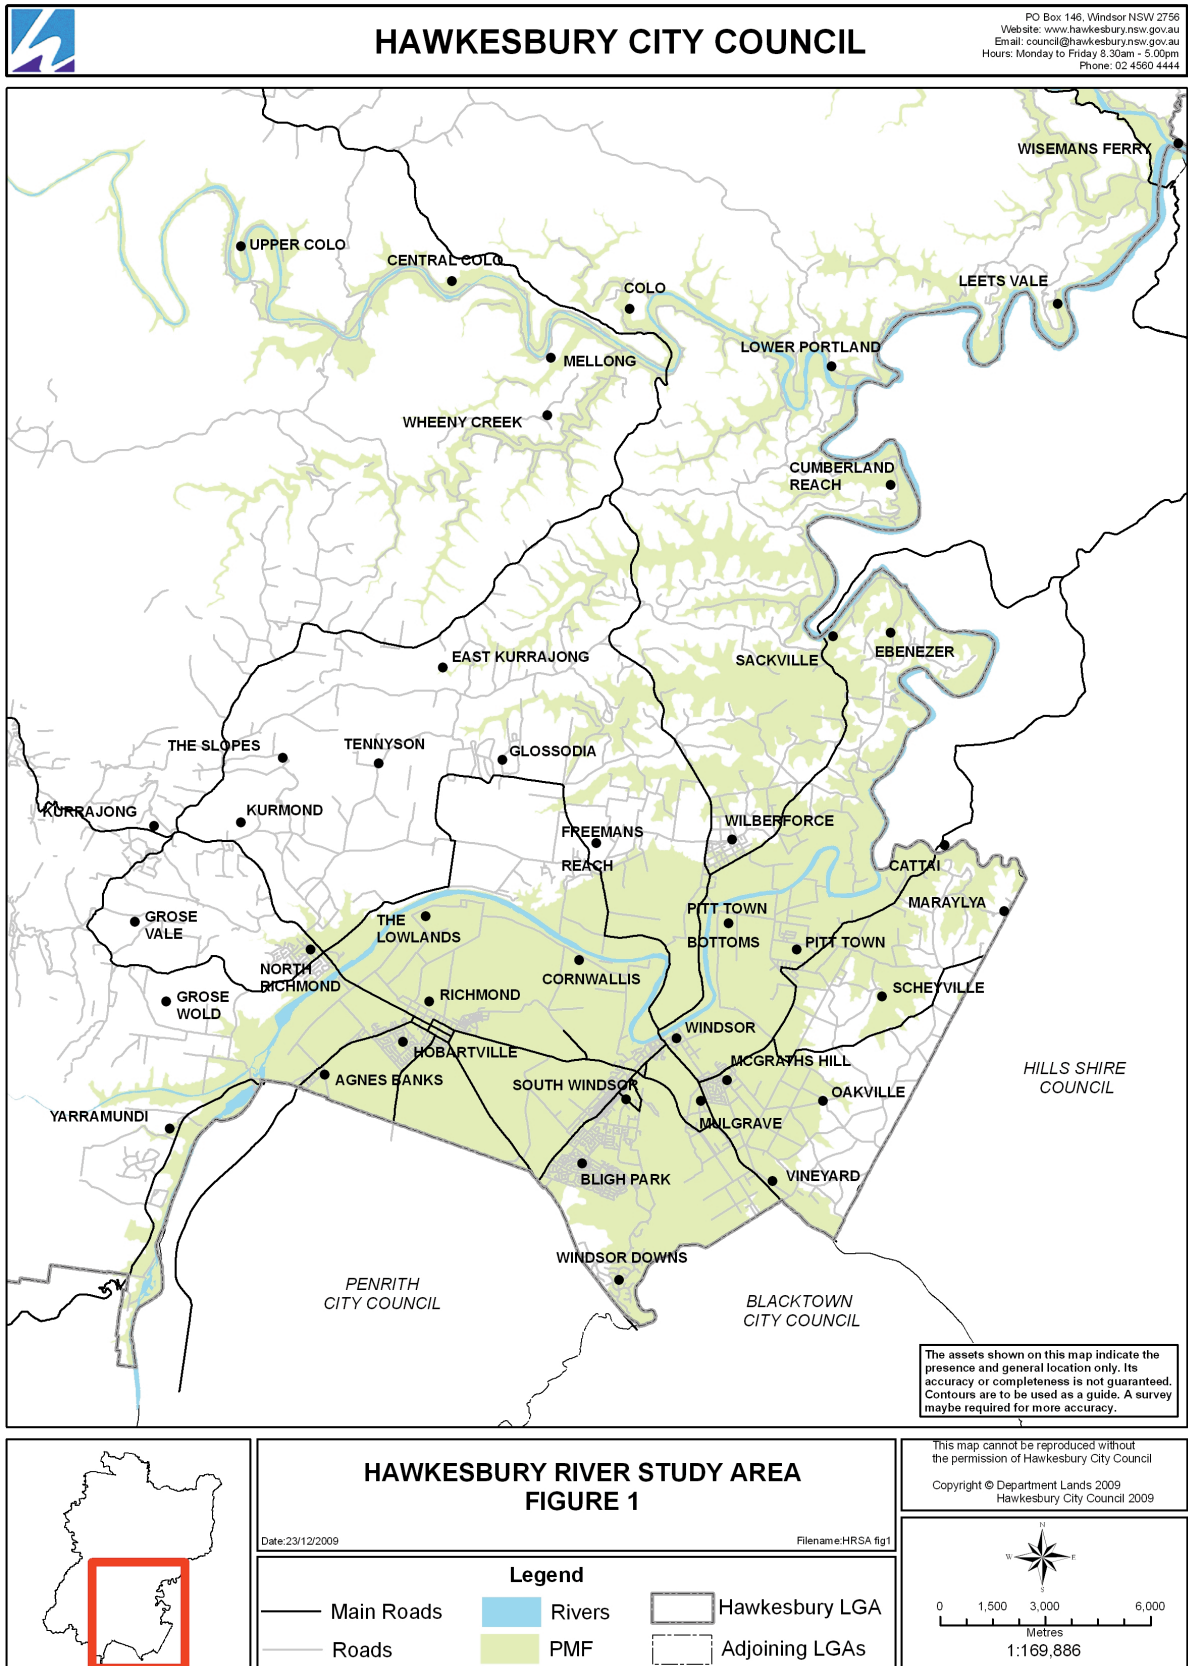 HAWKESBURY CITY COUNCIL
PO Box 146, Windsor NSW 2756
Website: www.hawkesbury.nsw.gov.au
Email: council@hawkesbury.nsw.gov.au
Hours: Monday to Friday 8.30am - 5.00pm
Phone: 02 4560 4444
WISEMANS FERRY
UPPER COLO
CENTRAL COLO
COLO
LEETS VALE
LOWER PORTLAND
MELLONG
WHEENY CREEK
CUMBERLAND
REACH
SACKVILLE
EBENEZER
EAST KURRAJONG
THE SLOPES
TENNYSON
GLOSSODIA
KURRAJONG
KURMOND
FREEMANS
REACH
WILBERFORCE
CATTAI
MARAYLYA
GROSE
VALE
THE
LOWLANDS
PITT TOWN
BOTTOMS
PITT TOWN
NORTH
RICHMOND
CORNWALLIS
SCHEYVILLE
GROSE
WOLD
RICHMOND
WINDSOR
HOBARTVILLE
MCGRATHS HILL
AGNES BANKS
SOUTH WINDSOR
OAKVILLE
YARRAMUNDI
MULGRAVE
HILLS SHIRE
COUNCIL
BLIGH PARK
VINEYARD
WINDSOR DOWNS
PENRITH
CITY COUNCIL
BLACKTOWN
CITY COUNCIL
The assets shown on this map indicate the
presence and general location only. Its
accuracy or completeness is not guaranteed.
Contours are to be used as a guide. A survey
maybe required for more accuracy.
HAWKESBURY RIVER STUDY AREA
FIGURE 1
Date:23/12/2009
Filename:HRSA fig1
This map cannot be reproduced without
the permission of Hawkesbury City Council
Copyright © Department Lands 2009
Hawkesbury City Council 2009
Legend
Main Roads
Rivers
Hawkesbury LGA
Roads
PMF
Adjoining LGAs
N
W
E
S
0 1,500 3,000 6,000
Metres
1:169,886